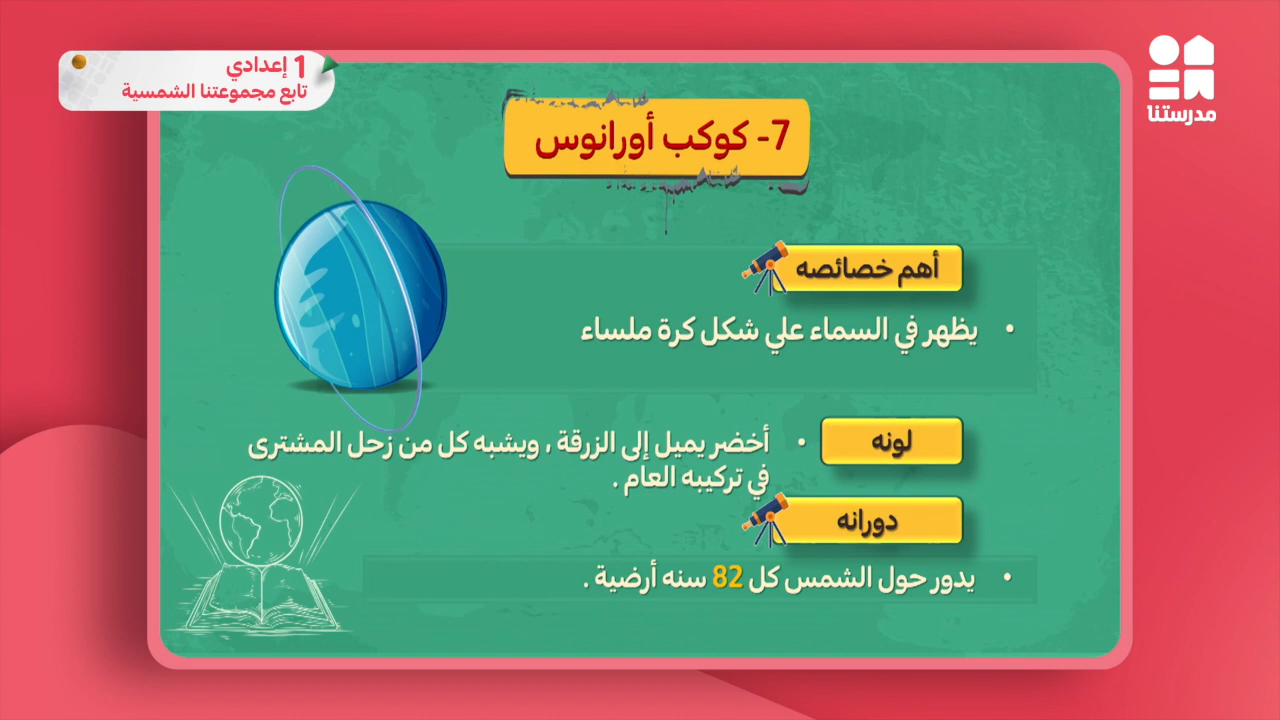 1 إعدادي
تابع مجموعتنا الشمسية
مدرستنا
7- كوكب أورانوس
أهم خصائصه
• يظهر في السماء علي شكل كرة ملساء
لونه
• أخضر يميل إلى الزرقة ، ويشبه كل من زحل المشترى
في تركيبه العام .
دورانه
• يدور حول الشمس كل 82 سنه أرضية .